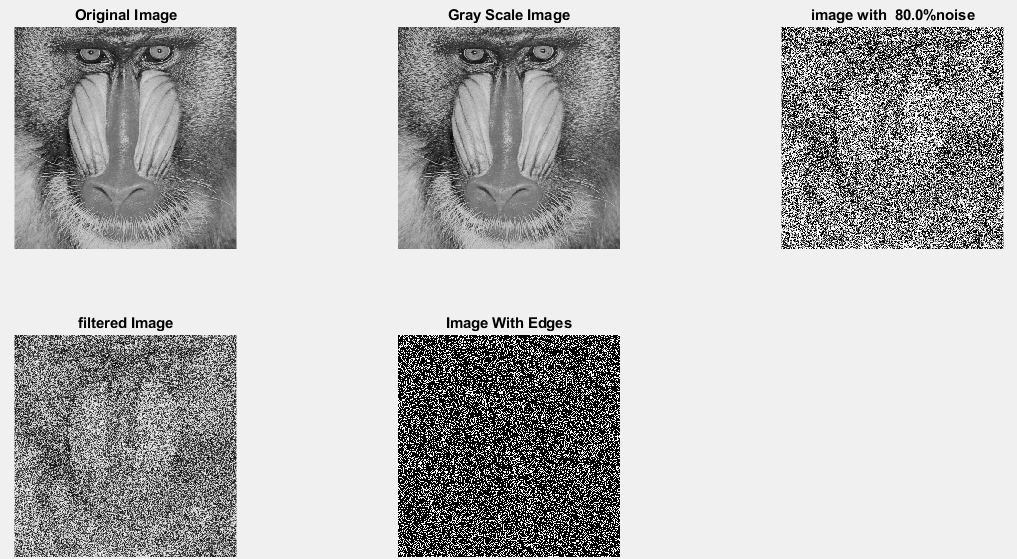 Original Image
Gray Scale Image
image with  80.0%noise
filtered Image
Image With Edges